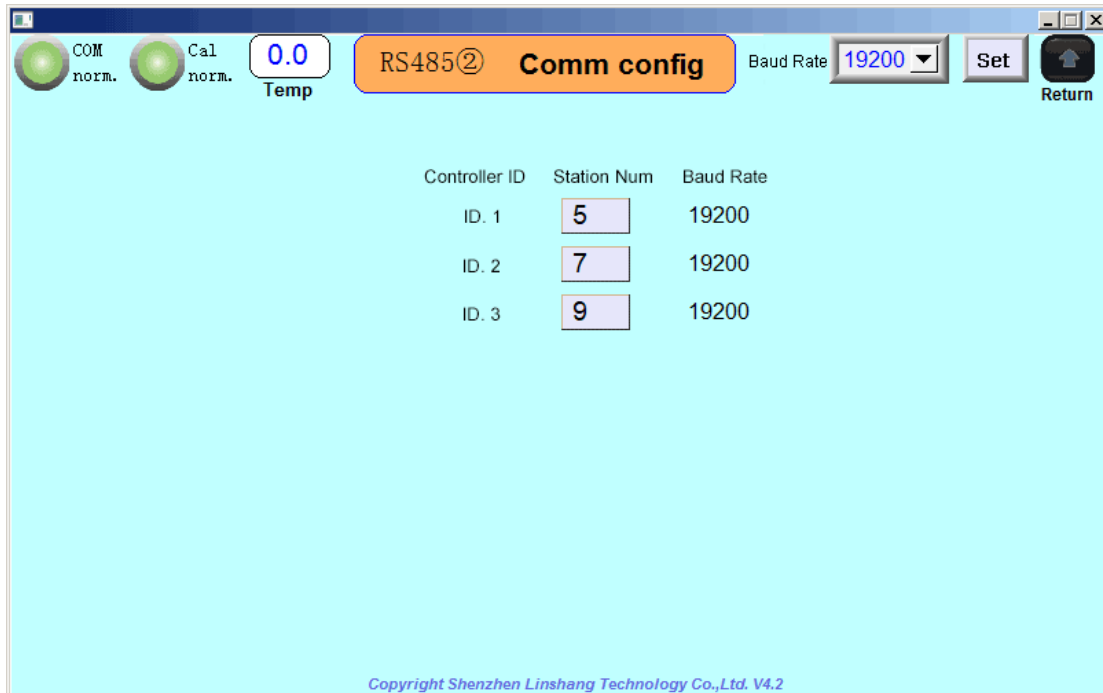 COM norm.
Cal norm.
0.0
Temp
RS485② Comm config
Baud Rate 19200
Set
Return
Controller ID Station Num Baud Rate
ID. 1 5 19200
ID. 2 7 19200
ID. 3 9 19200
Copyright Shenzhen Linshang Technology Co.,Ltd. V4.2